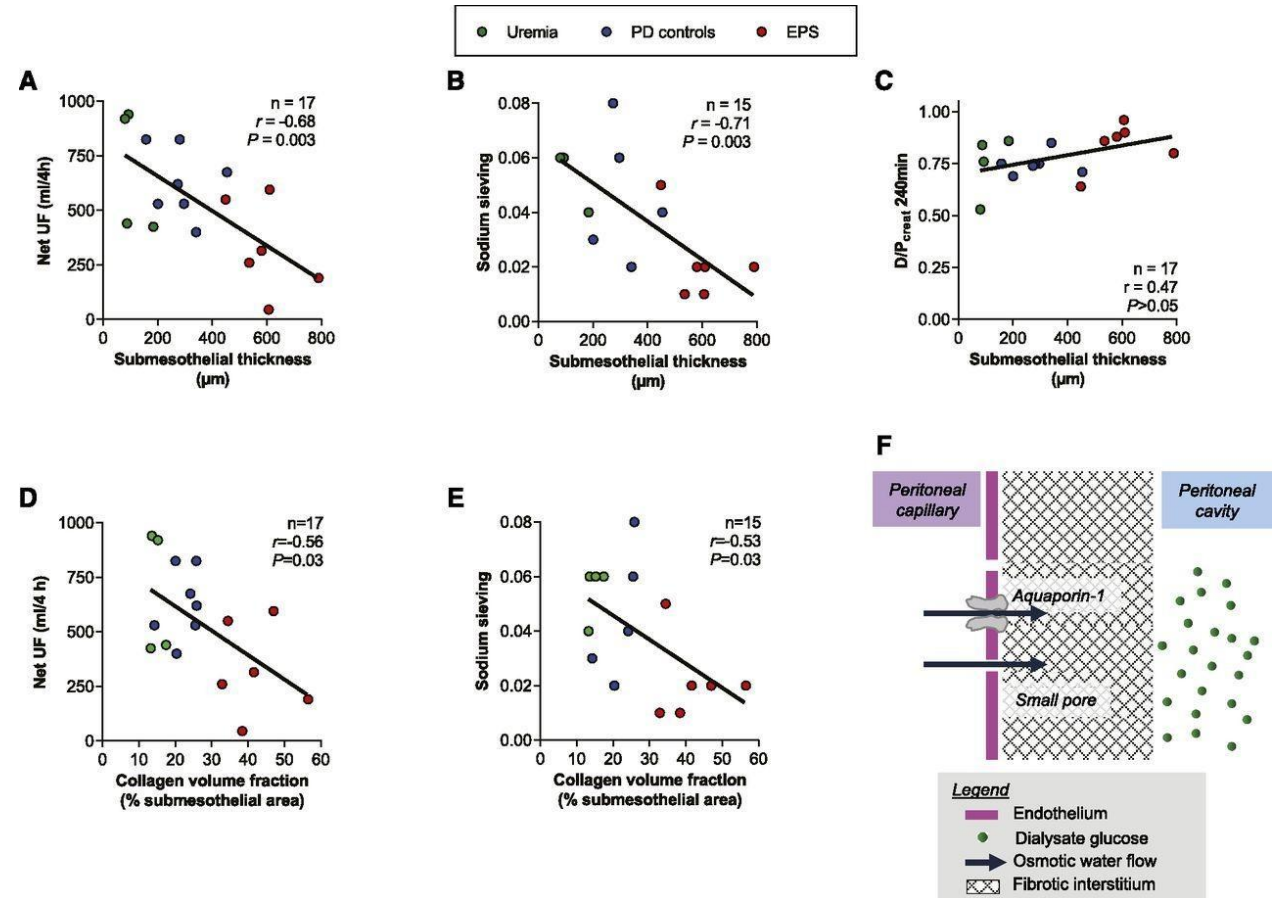 Uremia PD controls EPS
A
n = 17
r = -0.68
P = 0.003
1000
750
500
250
0
Net UF (ml/4h)
0 200 400 600 800
Submesothelial thickness
(µm)
B
n = 15
r = -0.71
P = 0.003
0.08
0.06
0.04
0.02
0.00
Sodium sieving
0 200 400 600 800
Submesothelial thickness
(µm)
C
1.00
0.75
0.50
0.25
0.00
D/Pcreat 240min
n = 17
r = 0.47
P>0.05
0 200 400 600 800
Submesothelial thickness
(µm)
D
n=17
r=-0.56
P=0.03
1000
750
500
250
0
Net UF (ml/4 h)
0 10 20 30 40 50 60
Collagen volume fraction
(% submesothelial area)
E
n=15
r=-0.53
P=0.03
0.08
0.06
0.04
0.02
0.00
Sodium sieving
0 10 20 30 40 50 60
Collagen volume fraction
(% submesothelial area)
F
Peritoneal
capillary
Peritoneal
cavity
Aquaporin-1
Small pore
Legend
Endothelium
Dialysate glucose
Osmotic water flow
Fibrotic interstitium